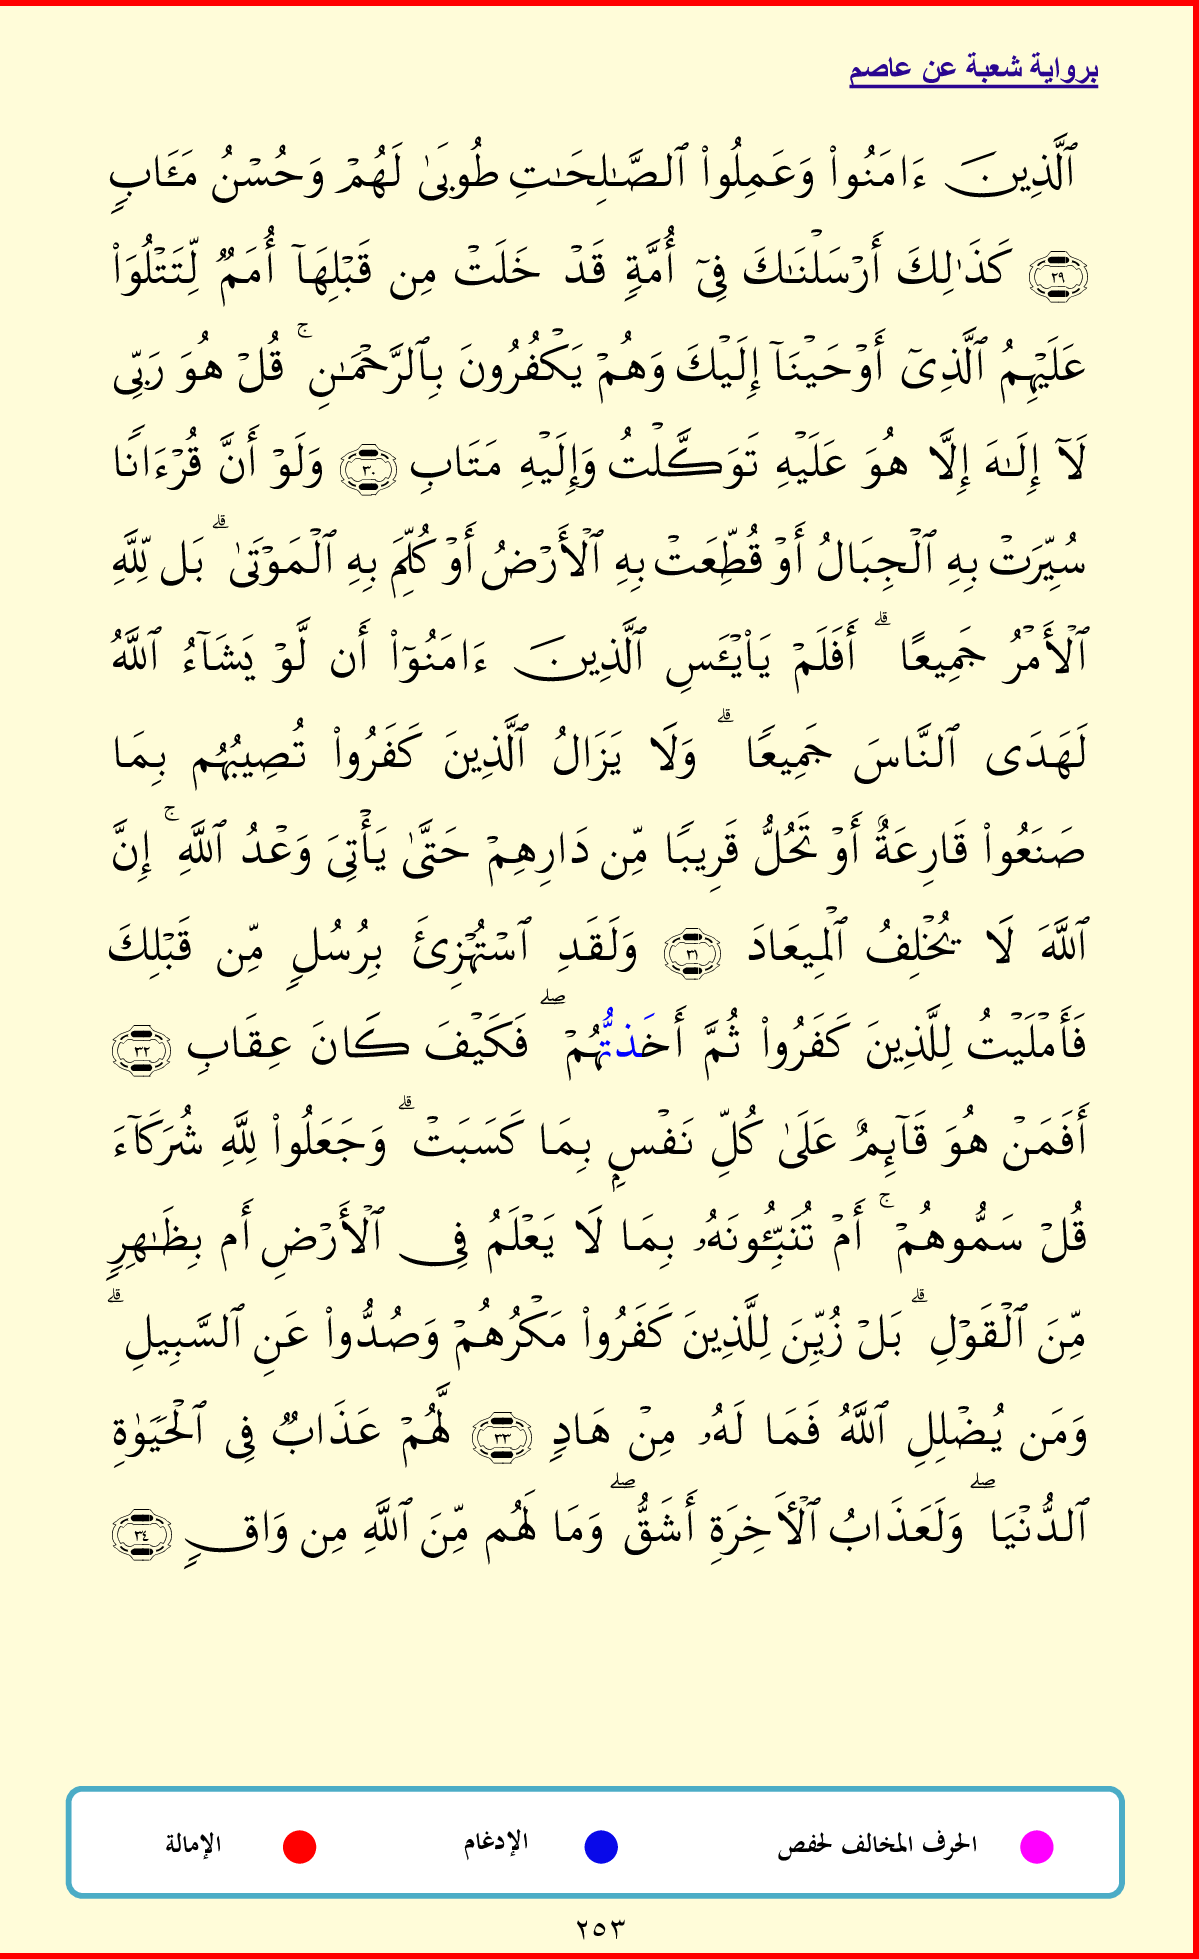 برواية شعبة عن عاصم
ٱلَّذِينَ ءَامَنُوا۟ وَعَمِلُوا۟ ٱلصَّـٰلِحَـٰتِ طُوبَىٰ لَهُمْ وَحُسْنُ مَـَٔابٍ
٢٩ كَذَٰلِكَ أَرْسَلْنَـٰكَ فِىٓ أُمَّةٍ قَدْ خَلَتْ مِن قَبْلِهَآ أُمَمٌ لِّتَتْلُوَا۟
عَلَيْهِمُ ٱلَّذِىٓ أَوْحَيْنَآ إِلَيْكَ وَهُمْ يَكْفُرُونَ بِٱلرَّحْمَـٰنِ ۚ قُلْ هُوَ رَبِّى
لَآ إِلَـٰهَ إِلَّا هُوَ عَلَيْهِ تَوَكَّلْتُ وَإِلَيْهِ مَتَابِ ٣٠ وَلَوْ أَنَّ قُرْءَانًا
سُيِّرَتْ بِهِ ٱلْجِبَالُ أَوْ قُطِّعَتْ بِهِ ٱلْأَرْضُ أَوْ كُلِّمَ بِهِ ٱلْمَوْتَىٰ ۗ بَل لِّلَّهِ
ٱلْأَمْرُ جَمِيعًا ۗ أَفَلَمْ يَا۟يْـَٔسِ ٱلَّذِينَ ءَامَنُوٓا۟ أَن لَّوْ يَشَآءُ ٱللَّهُ
لَهَدَى ٱلنَّاسَ جَمِيعًا ۗ وَلَا يَزَالُ ٱلَّذِينَ كَفَرُوا۟ تُصِيبُهُم بِمَا
صَنَعُوا۟ قَارِعَةٌ أَوْ تَحُلُّ قَرِيبًا مِّن دَارِهِمْ حَتَّىٰ يَأْتِىَ وَعْدُ ٱللَّهِ ۚ إِنَّ
ٱللَّهَ لَا يُخْلِفُ ٱلْمِيعَادَ ٣١ وَلَقَدِ ٱسْتُهْزِئَ بِرُسُلٍ مِّن قَبْلِكَ
فَأَمْلَيْتُ لِلَّذِينَ كَفَرُوا۟ ثُمَّ أَخَذتُّهُمْ ۖ فَكَيْفَ كَانَ عِقَابِ ٣٢
أَفَمَنْ هُوَ قَآئِمٌ عَلَىٰ كُلِّ نَفْسٍۭ بِمَا كَسَبَتْ ۗ وَجَعَلُوا۟ لِلَّهِ شُرَكَآءَ
قُلْ سَمُّوهُمْ ۚ أَمْ تُنَبِّـُٔونَهُۥ بِمَا لَا يَعْلَمُ فِى ٱلْأَرْضِ أَم بِظَـٰهِرٍ
مِّنَ ٱلْقَوْلِ ۗ بَلْ زُيِّنَ لِلَّذِينَ كَفَرُوا۟ مَكْرُهُمْ وَصُدُّوا۟ عَنِ ٱلسَّبِيلِ ۗ
وَمَن يُضْلِلِ ٱللَّهُ فَمَا لَهُۥ مِنْ هَادٍ ٣٣ لَّهُمْ عَذَابٌ فِى ٱلْحَيَوٰةِ
ٱلدُّنْيَا ۖ وَلَعَذَابُ ٱلْـَٔاخِرَةِ أَشَقُّ ۖ وَمَا لَهُم مِّنَ ٱللَّهِ مِن وَاقٍ ٣٤
الحرف المخالف لحفص الإدغام الإمالة
٢٥٣